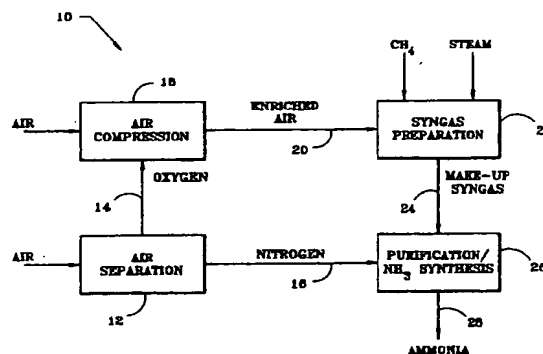 10
CH₄
STEAM
18
AIR
AIR
COMPRESSION
ENRICHED
AIR
20
SYNGAS
PREPARATION
2
OXYGEN
14
MAKE-UP
SYNGAS
24
AIR
AIR
SEPARATION
12
NITROGEN
16
PURIFICATION/
NH₃ SYNTHESIS
26
28
AMMONIA